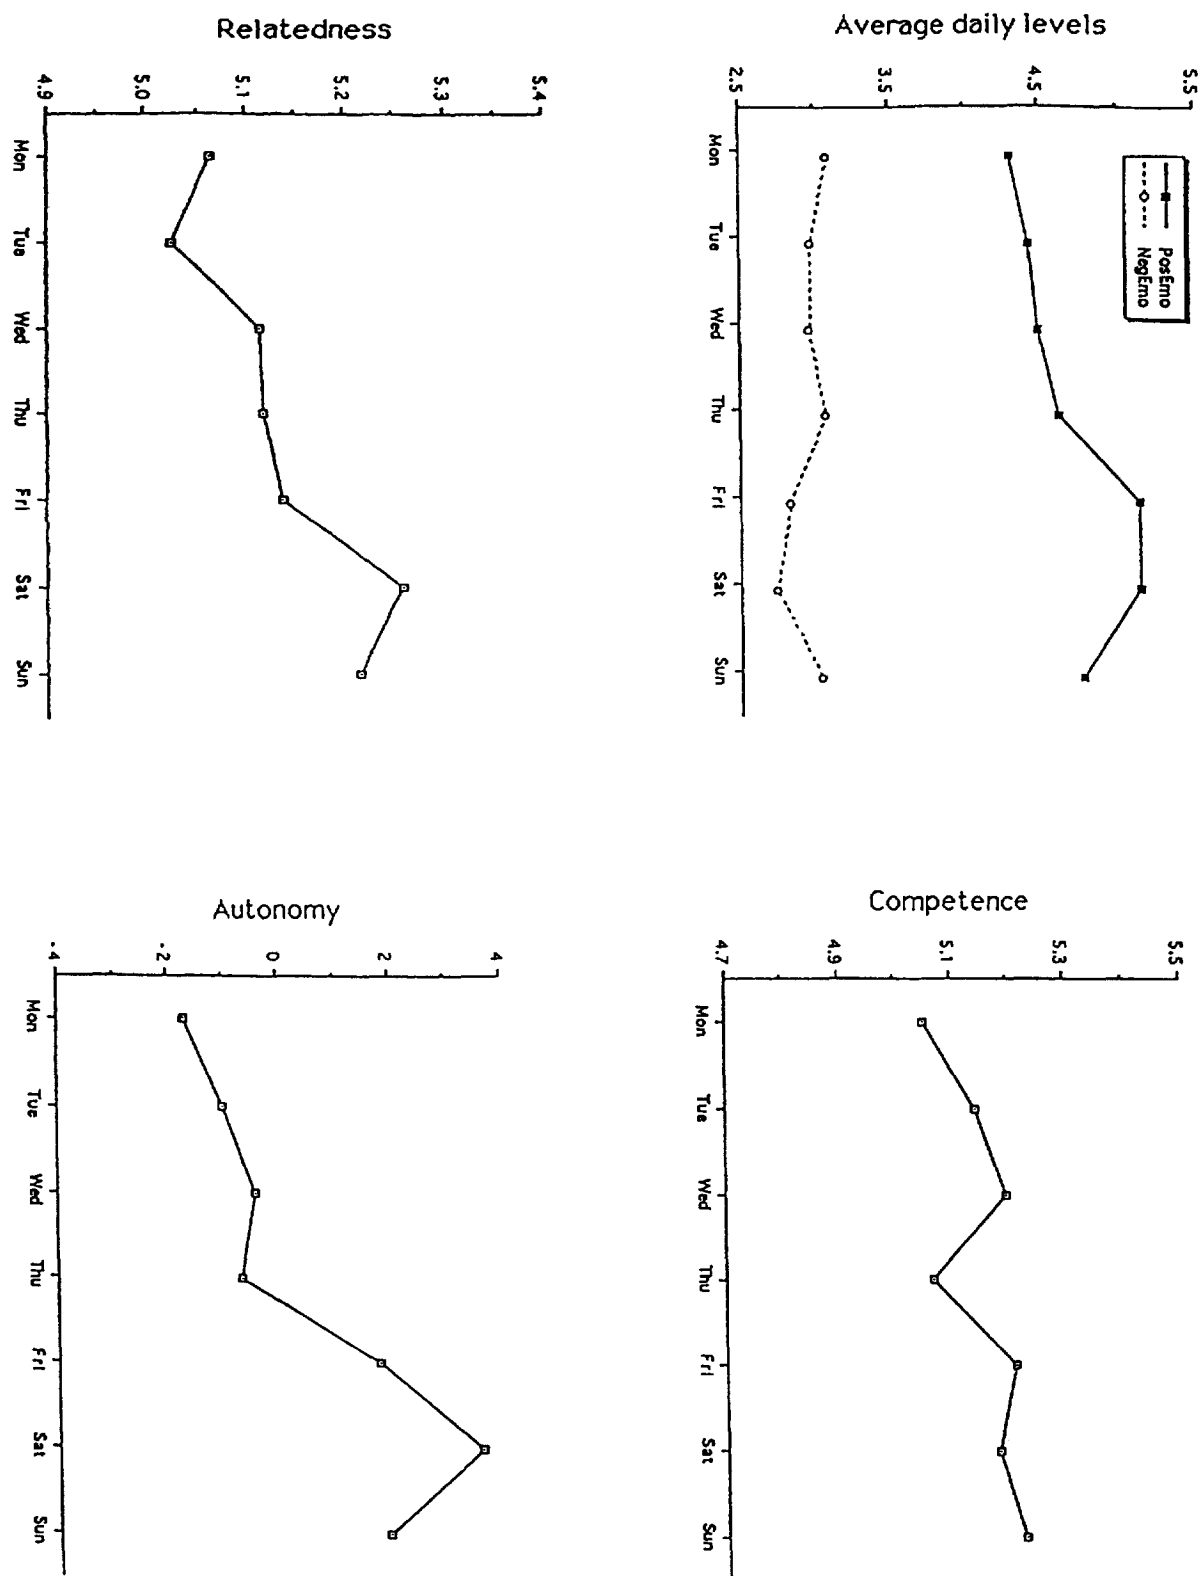 Average daily levels
5.5
4.5
3.5
2.5
PosEmo
NegEmo
Mon Tue Wed Thu Fri Sat Sun
Competence
5.5
5.3
5.1
4.9
4.7
Mon Tue Wed Thu Fri Sat Sun
Relatedness
5.4
5.3
5.2
5.1
5.0
4.9
Mon Tue Wed Thu Fri Sat Sun
Autonomy
4
2
0
-2
-4
Mon Tue Wed Thu Fri Sat Sun